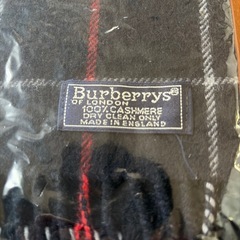 Burberrys®
OF LONDON
100% CASHMERE
DRY CLEAN ONLY
MADE IN ENGLAND